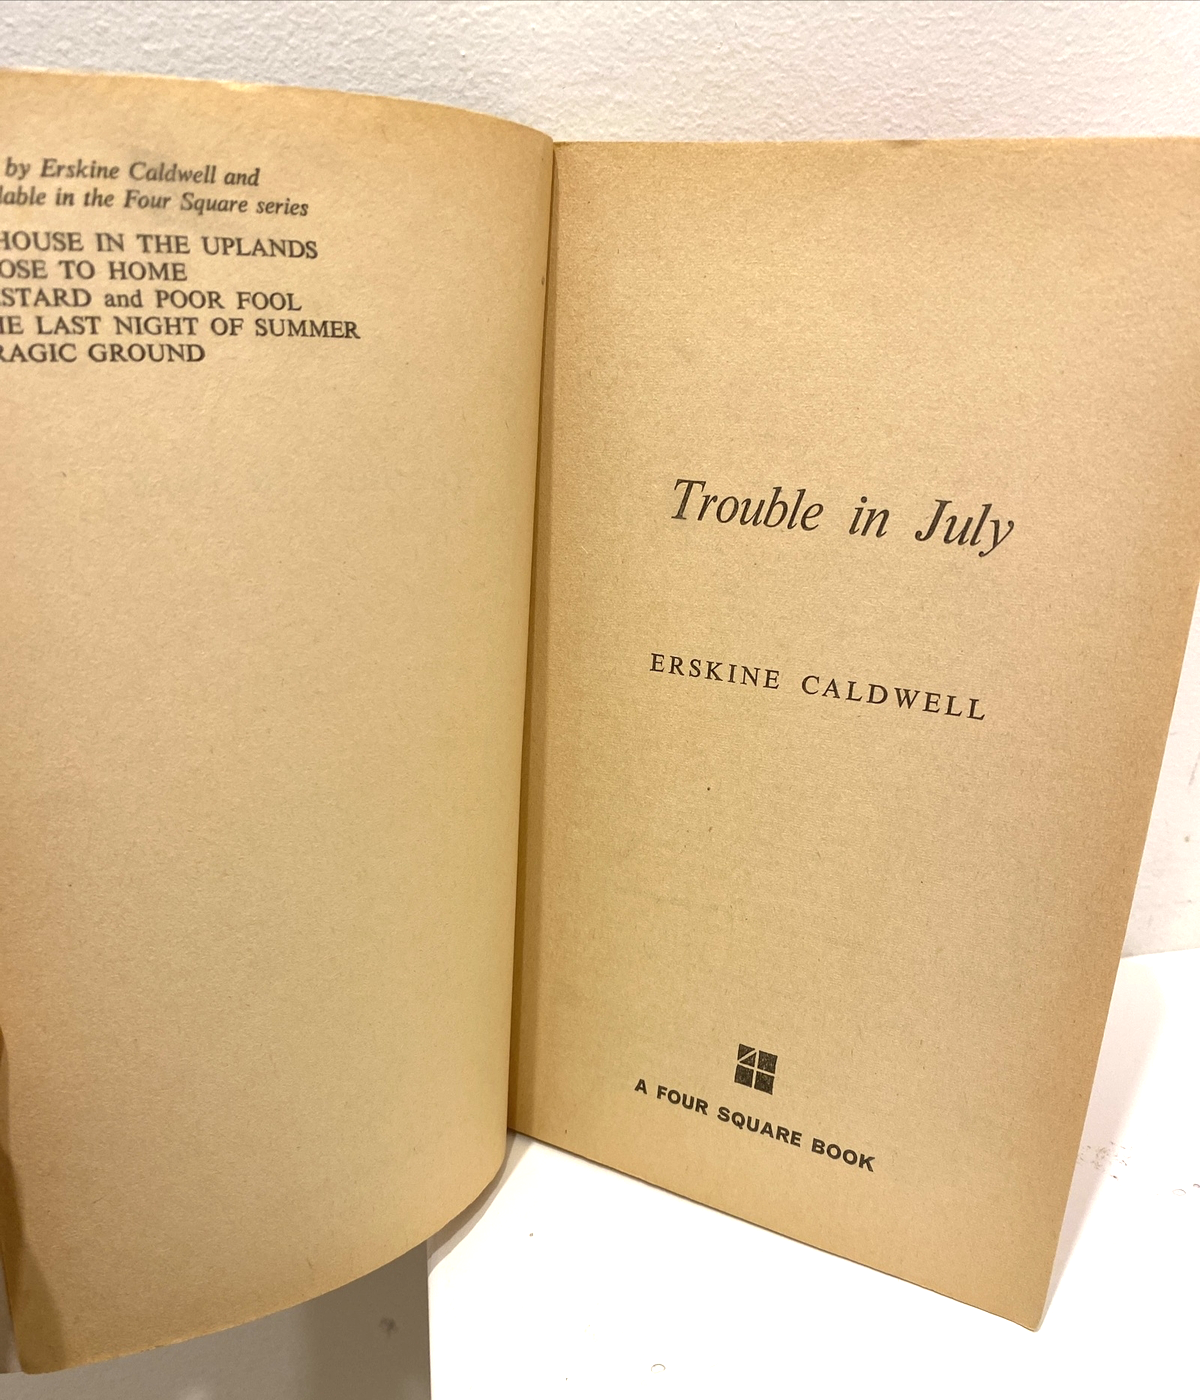 by Erskine Caldwell and
in the Four Square series
HOUSE IN THE UPLANDS
TO HOME
and POOR FOOL
LAST NIGHT OF SUMMER
GROUND
Trouble in July
ERSKINE CALDWELL
A FOUR SQUARE BOOK